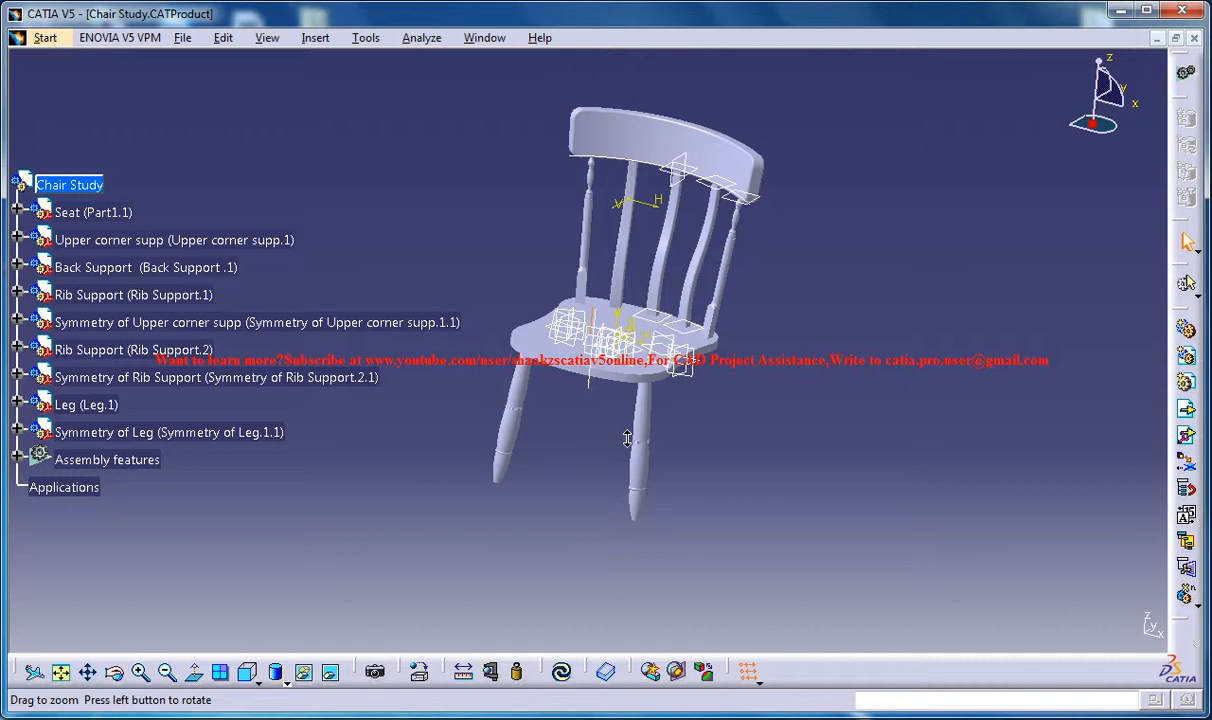 CATIA V5 - [Chair Study.CATProduct]
Start ENOVIA V5 VPM File Edit View Insert Tools Analyze Window Help
z
y
x
Chair Study
Seat (Part1.1)
Upper corner supp (Upper corner supp.1)
Back Support (Back Support .1)
Rib Support (Rib Support.1)
Symmetry of Upper corner supp (Symmetry of Upper corner supp.1.1)
Rib Support (Rib Support.2)
Want to learn more?Subscribe at www.youtube.com/user/shankzscatiav5online,For CAD Project Assistance,Write to catia.pro.user@gmail.com
Symmetry of Rib Support (Symmetry of Rib Support.2.1)
Leg (Leg.1)
Symmetry of Leg (Symmetry of Leg.1.1)
Assembly features
Applications
V H
z
y
x
CATIA
Drag to zoom Press left button to rotate